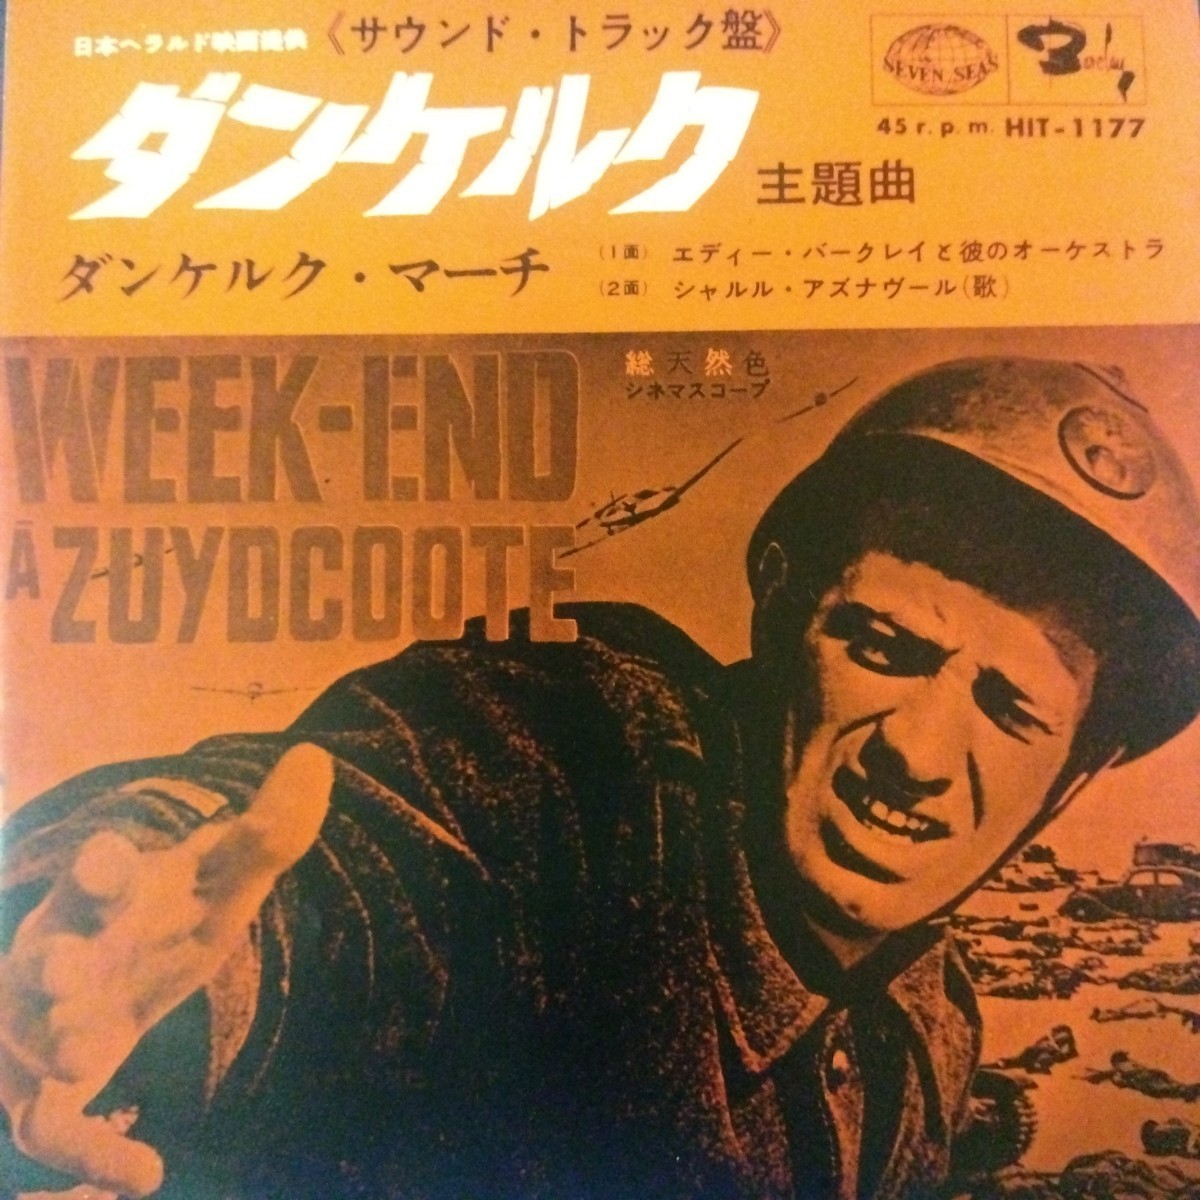 日本ヘラルド映画提供 《サウンド・トラック盤》
SEVEN SEAS Barclay
45 r.p.m. HIT-1177
ダンケルク 主題曲
ダンケルク・マーチ
(1面) エディー・バークレイと彼のオーケストラ
(2面) シャルル・アズナヴール(歌)
WEEK-END
À ZUYDCOOTE
総天然色
シネマスコープ